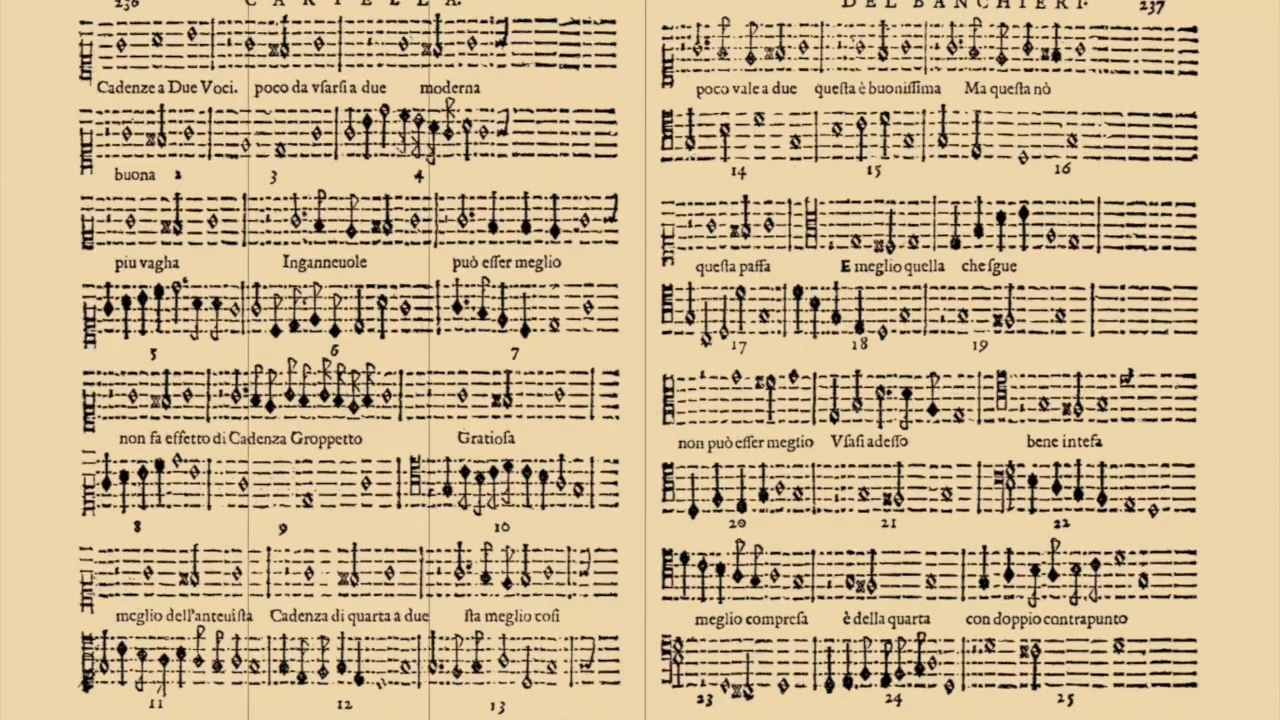 236 CARTELLA.
Cadenze a Due Voci. poco da vſarſi a due moderna
buona 2 3 4
piu vagha Inganneuole può eſſer meglio
5 6 7
non fa effetto di Cadenza Groppetto Gratioſa
8 9 10
meglio dell'anteuiſta Cadenza di quarta a due ſta meglio coſi
11 12 13
DEL BANCHIERI. 237
poco vale a due queſta è buoniſſima Ma queſta nò
14 15 16
queſta paſſa E meglio quella che ſgue
17 18 19
non può eſſer meglio Vſaſi adeſſo bene inteſa
20 21 22
meglio compreſa è della quarta con doppio contrapunto
23 24 25